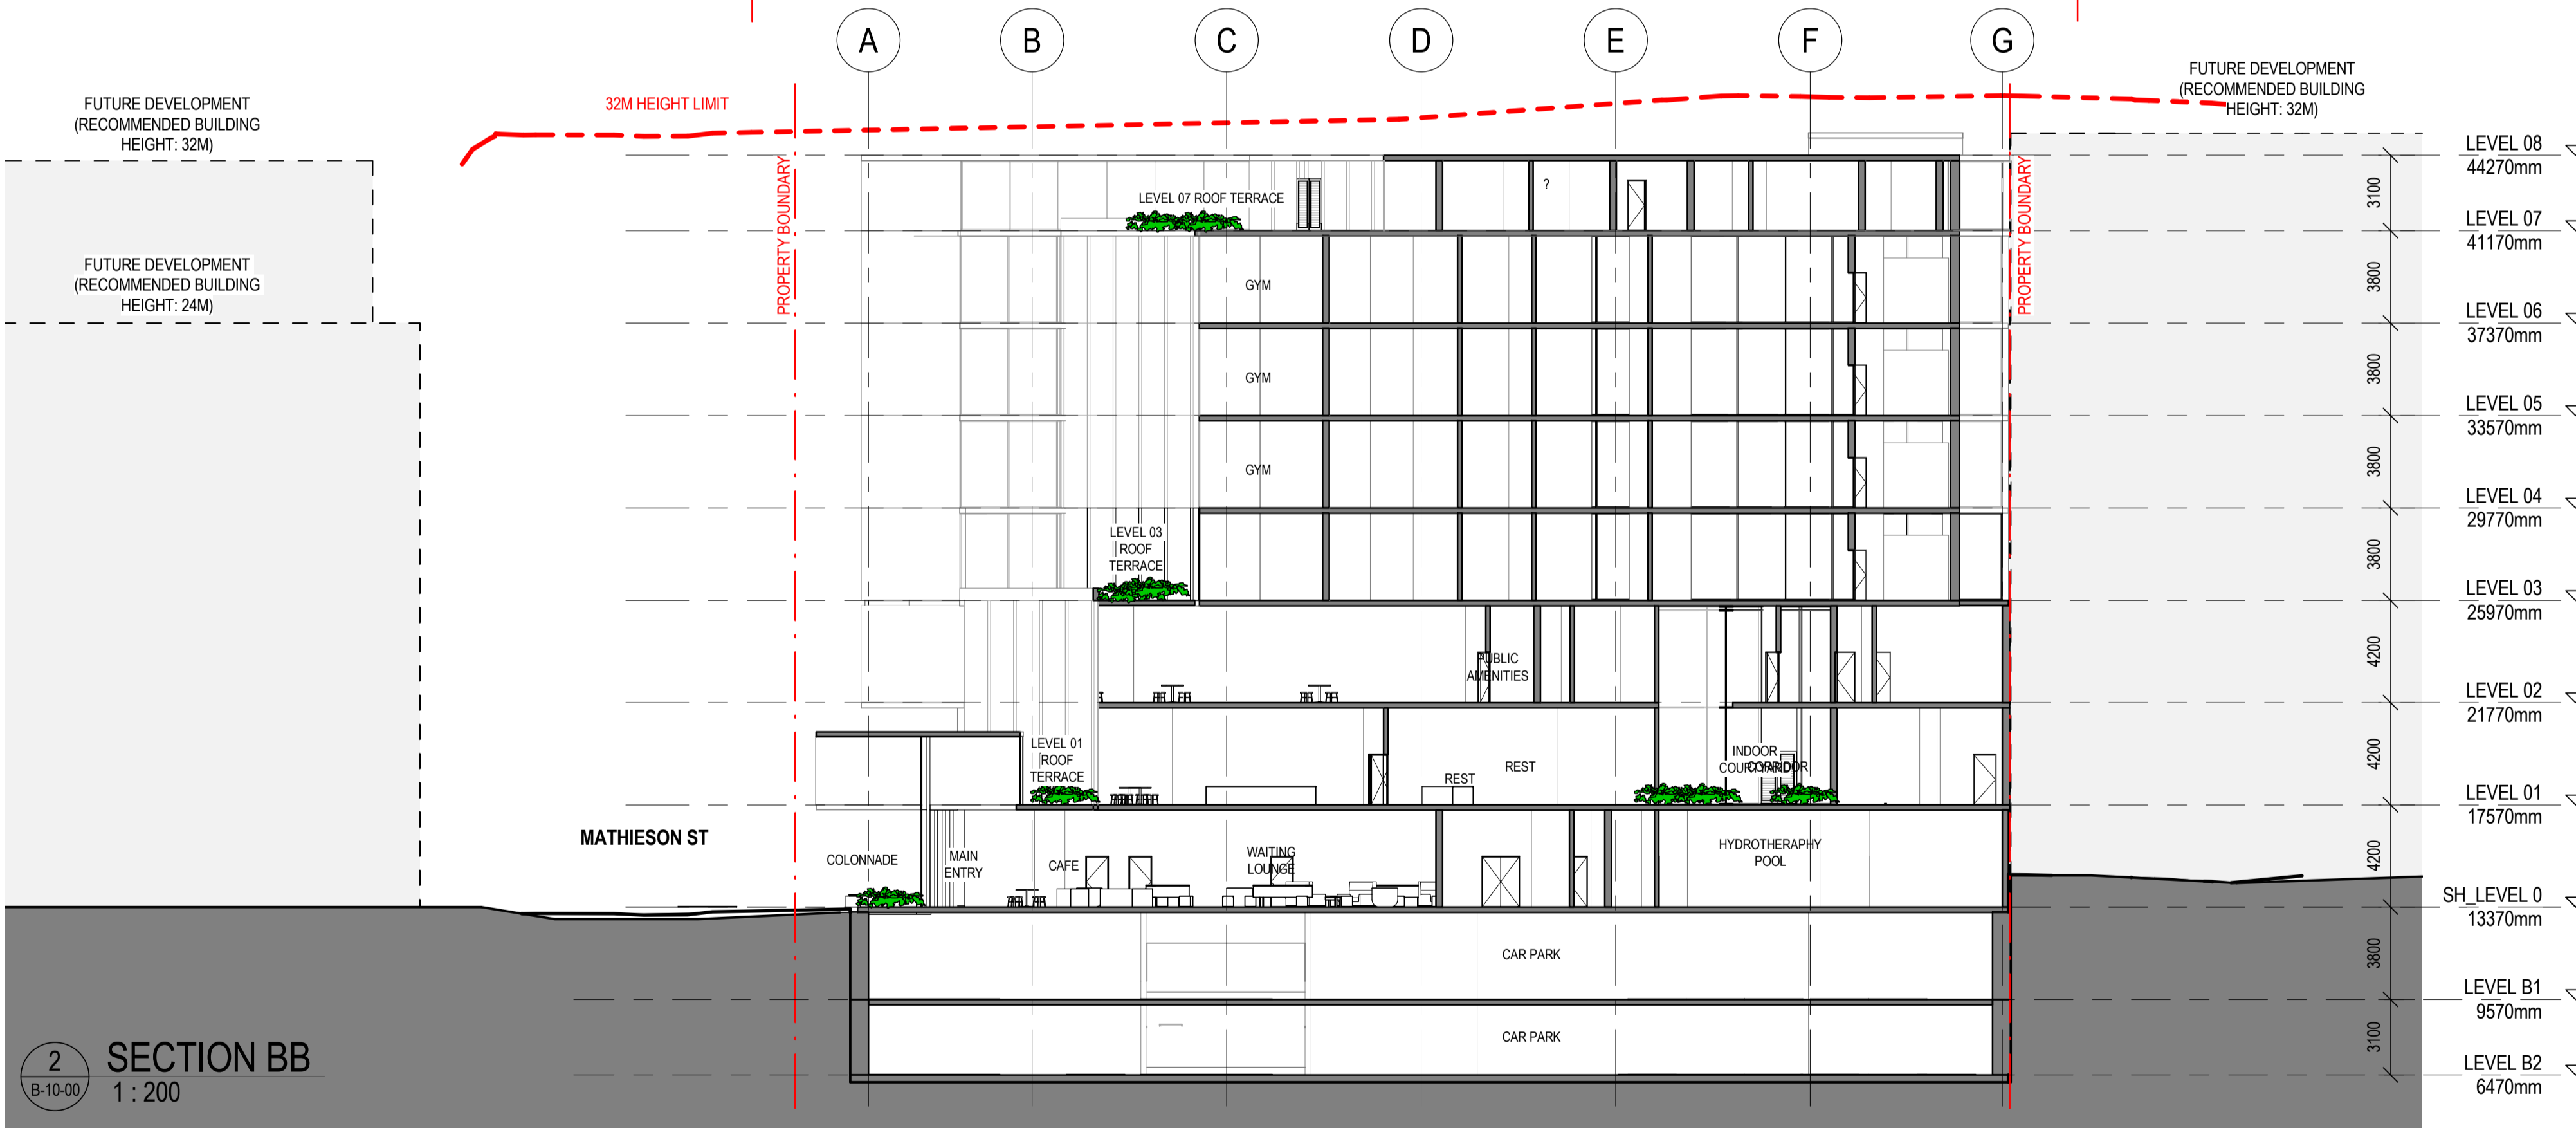 A B C D E F G
FUTURE DEVELOPMENT
(RECOMMENDED BUILDING
HEIGHT: 32M)
32M HEIGHT LIMIT
FUTURE DEVELOPMENT
(RECOMMENDED BUILDING
HEIGHT: 32M)
FUTURE DEVELOPMENT
(RECOMMENDED BUILDING
HEIGHT: 24M)
PROPERTY BOUNDARY
PROPERTY BOUNDARY
LEVEL 07 ROOF TERRACE
?
GYM
GYM
GYM
LEVEL 03
ROOF
TERRACE
PUBLIC
AMENITIES
LEVEL 01
ROOF
TERRACE
REST
REST
INDOOR
COURTYARD
CORRIDOR
MATHIESON ST
COLONNADE
MAIN
ENTRY
CAFE
WAITING
LOUNGE
HYDROTHERAPHY
POOL
CAR PARK
CAR PARK
LEVEL 08
44270mm
3100
LEVEL 07
41170mm
3800
LEVEL 06
37370mm
3800
LEVEL 05
33570mm
3800
LEVEL 04
29770mm
3800
LEVEL 03
25970mm
4200
LEVEL 02
21770mm
4200
LEVEL 01
17570mm
4200
SH_LEVEL 0
13370mm
3800
LEVEL B1
9570mm
3100
LEVEL B2
6470mm
2
B-10-00
SECTION BB
1 : 200